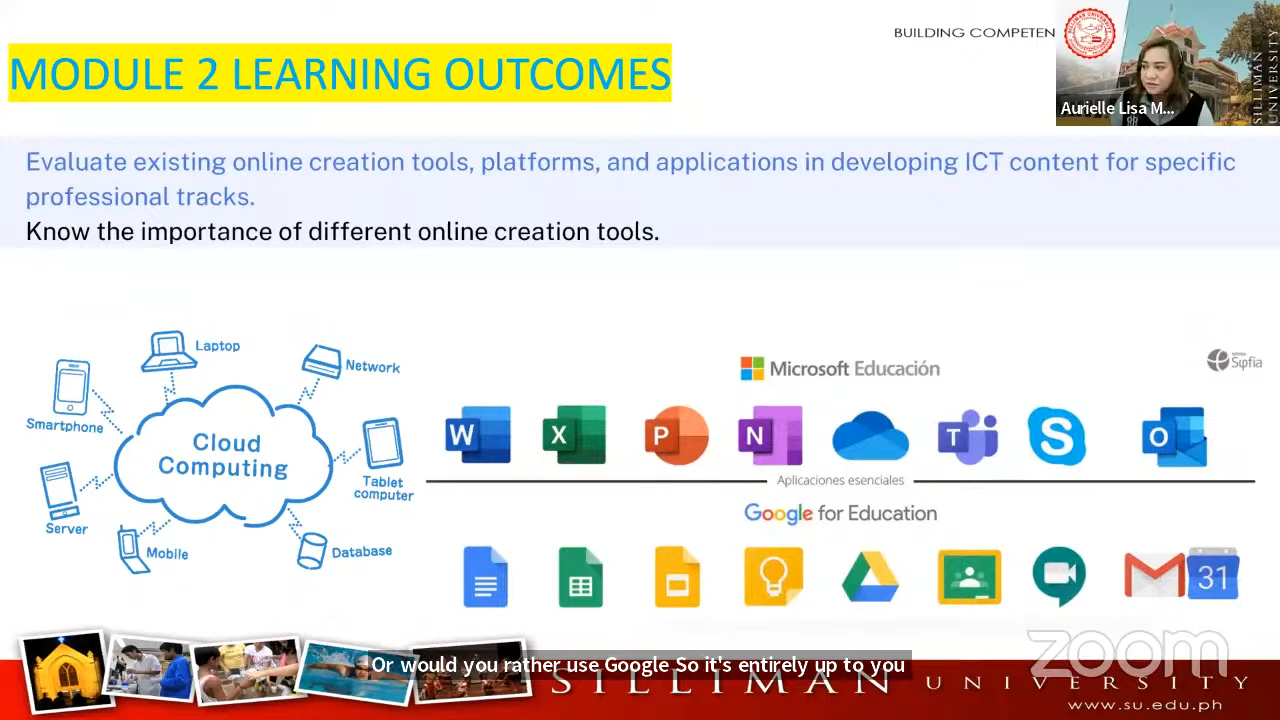 BUILDING COMPETEN
MODULE 2 LEARNING OUTCOMES
SILLIMAN
UNIVERSITY
Aurielle Lisa M...
Evaluate existing online creation tools, platforms, and applications in developing ICT content for specific
professional tracks.
Know the importance of different online creation tools.
Laptop
Network
Smartphone
Cloud
Computing
Tablet
computer
Server
Mobile
Database
Microsoft Educación
Sofia
W
X
P
N
T
S
O
Aplicaciones esenciales
Google for Education
31
zoom
Or would you rather use Google So it's entirely up to you
SILLIMAN UNIVERSITY
www.su.edu.ph